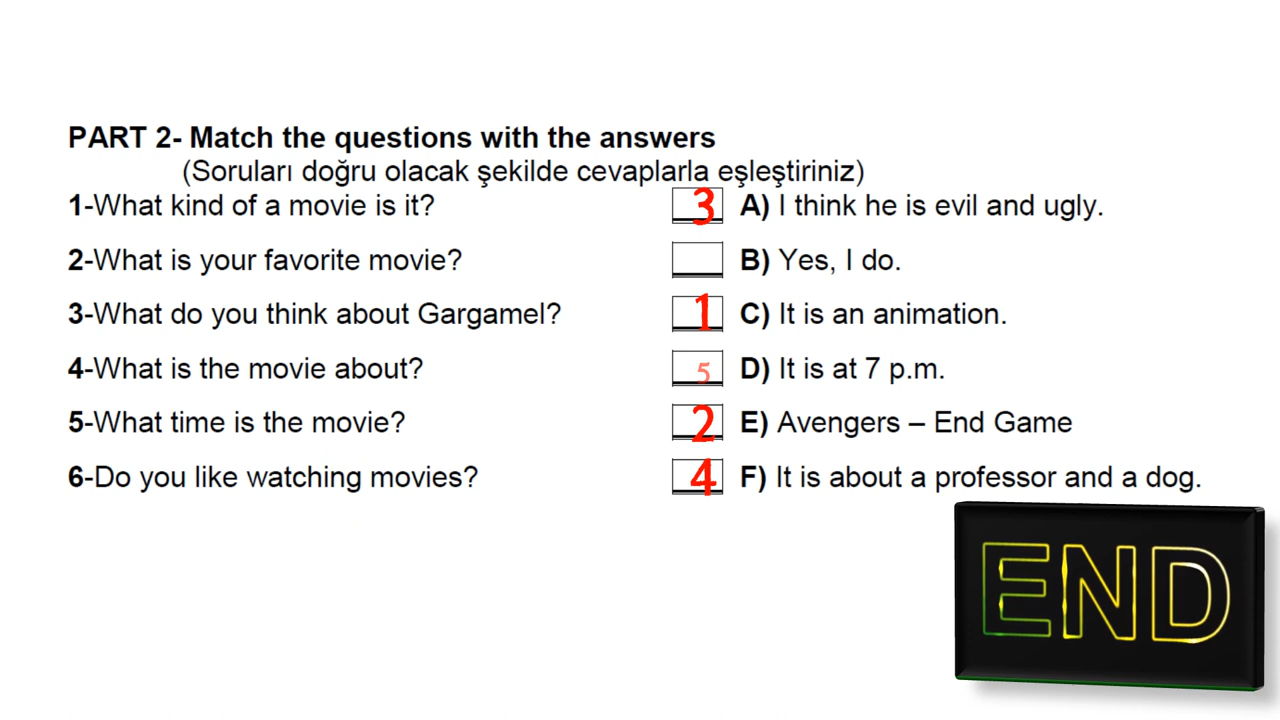 PART 2- Match the questions with the answers
(Soruları doğru olacak şekilde cevaplarla eşleştiriniz)
1-What kind of a movie is it? 3 A) I think he is evil and ugly.
2-What is your favorite movie? B) Yes, I do.
3-What do you think about Gargamel? 1 C) It is an animation.
4-What is the movie about? 5 D) It is at 7 p.m.
5-What time is the movie? 2 E) Avengers – End Game
6-Do you like watching movies? 4 F) It is about a professor and a dog.
END